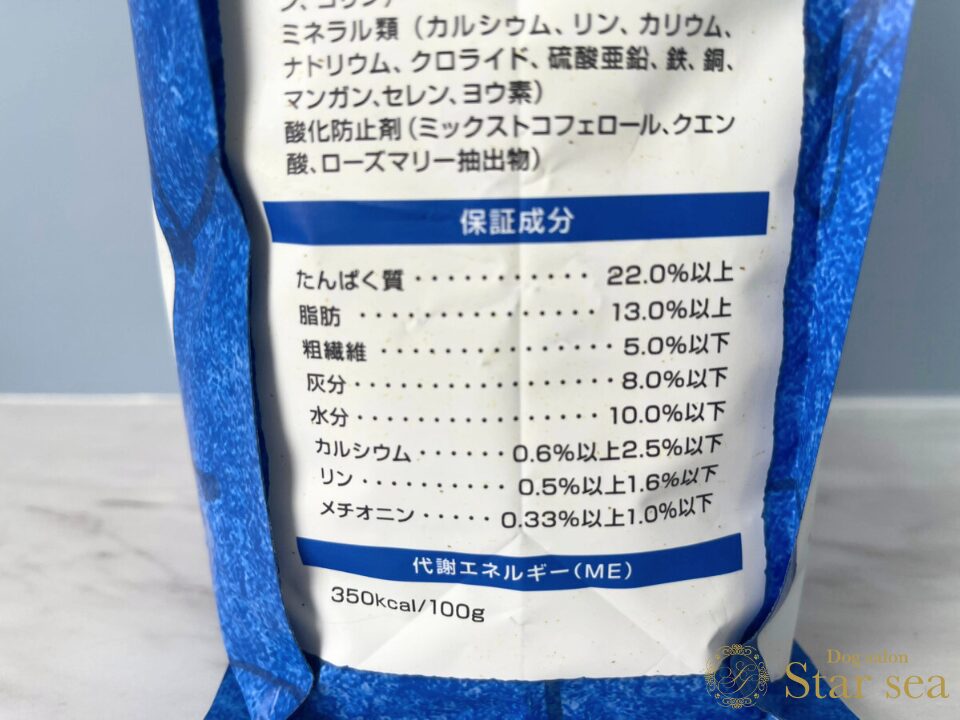 ン、コリン）
ミネラル類（カルシウム、リン、カリウム、
ナトリウム、クロライド、硫酸亜鉛、鉄、銅、
マンガン、セレン、ヨウ素）
酸化防止剤（ミックストコフェロール、クエン
酸、ローズマリー抽出物）
保証成分
たんぱく質 ・・・・・・・・・・・ 22.0%以上
脂肪 ・・・・・・・・・・・・・・・ 13.0%以上
粗繊維 ・・・・・・・・・・・・・・ 5.0%以下
灰分・・・・・・・・・・・・・・・・・8.0%以下
水分・・・・・・・・・・・・・・・・ 10.0%以下
カルシウム・・・・・・0.6%以上2.5%以下
リン・・・・・・・・・・ 0.5%以上1.6%以下
メチオニン・・・・・ 0.33%以上1.0%以下
代謝エネルギー（ME）
350kcal/100g
Dog salon
Star sea